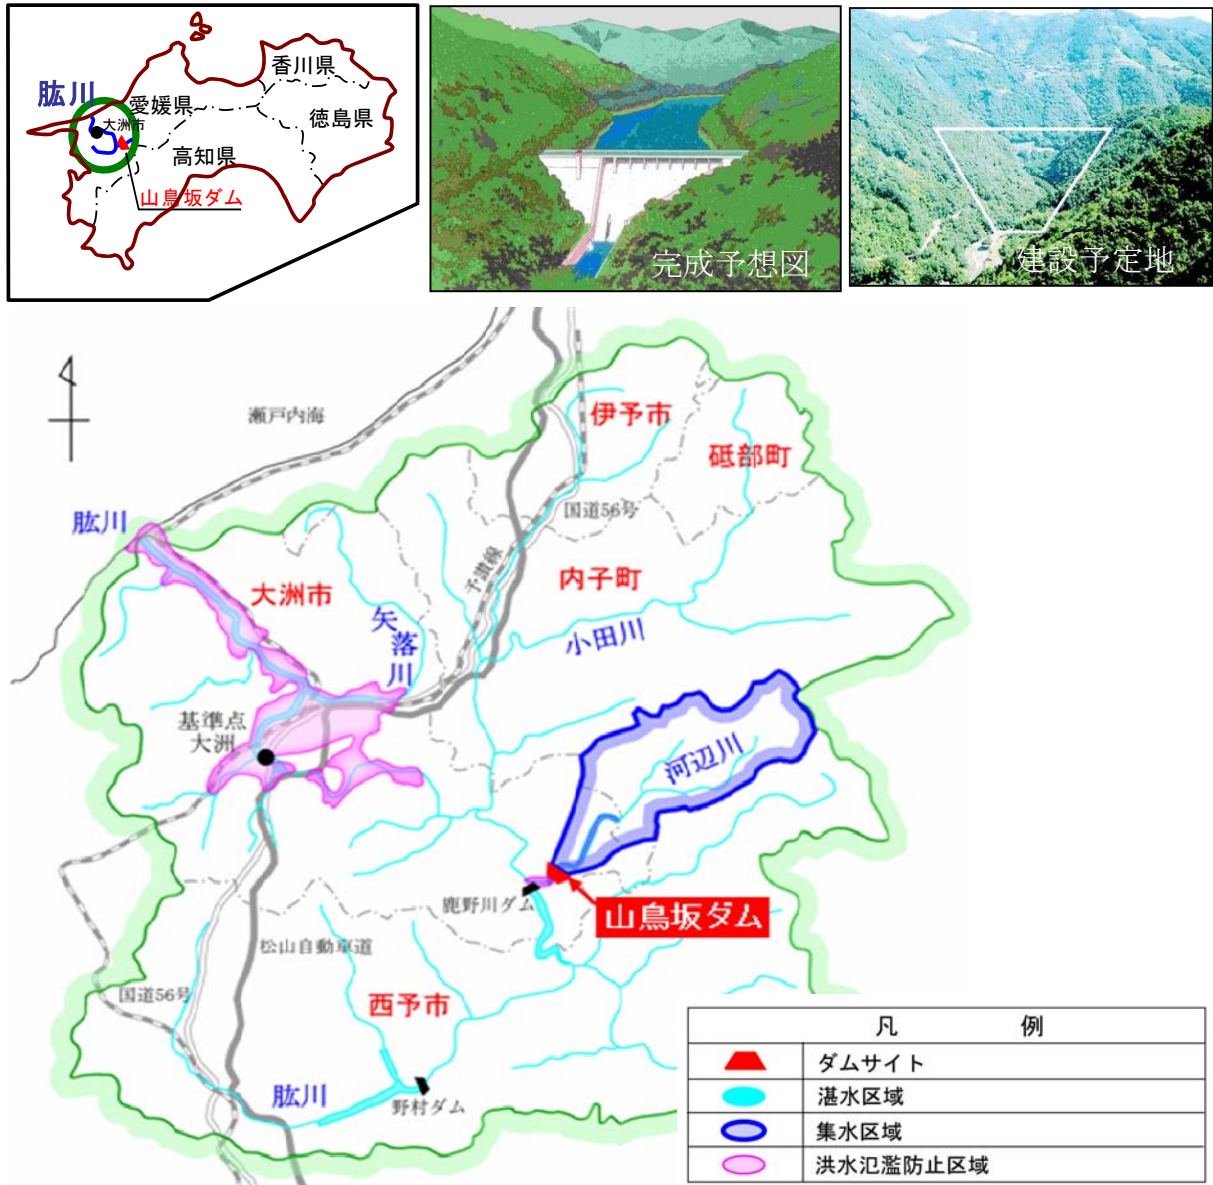 肱川
香川県
愛媛県
大洲市
徳島県
高知県
山鳥坂ダム
完成予想図
建設予定地
瀬戸内海
伊予市
砥部町
国道56号
肱川
予讃線
内子町
大洲市
矢落川
小田川
基準点
大洲
河辺川
鹿野川ダム
山鳥坂ダム
松山自動車道
国道56号
西予市
肱川
野村ダム
凡 例
ダムサイト
湛水区域
集水区域
洪水氾濫防止区域